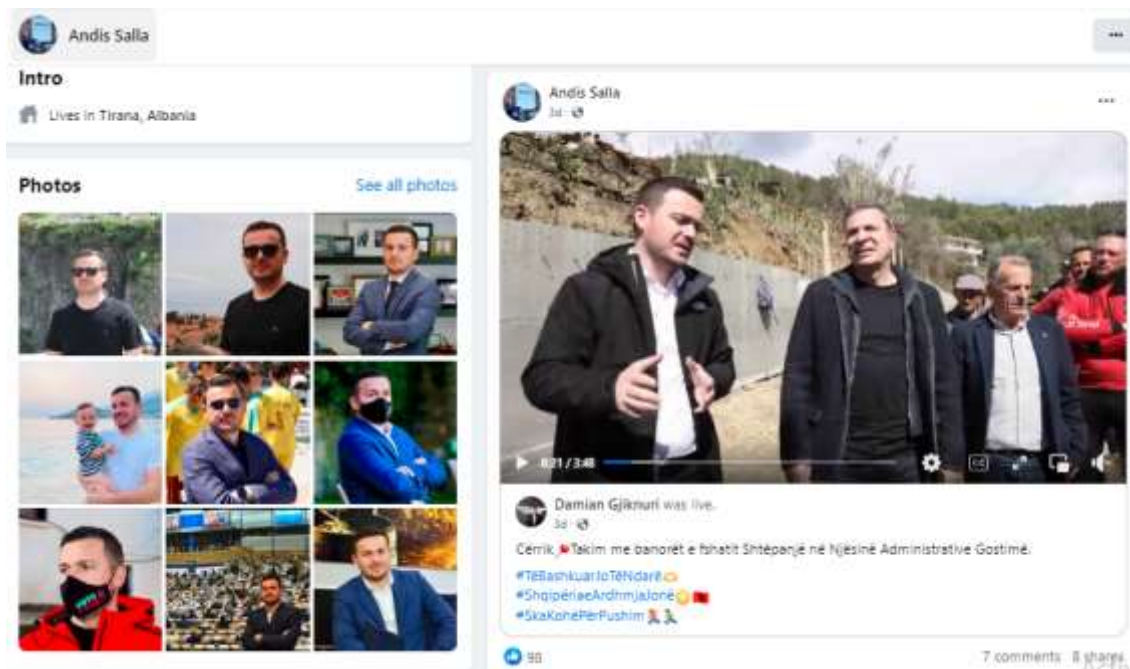 Andis Salla
Intro
Lives in Tirana, Albania
Photos
See all photos
Andis Salla
3d
0:21 / 3:48
Damian Gjiknuri was live.
3d
Cërrik, Takim me banorët e fshatit Shtëpanjë në Njësinë Administrative Gostimë.
#TëBashkuarJoTëNdarë
#ShqipëriaeArdhmjaJonë
#SkaKohëPërPushim
98
7 comments 8 shares